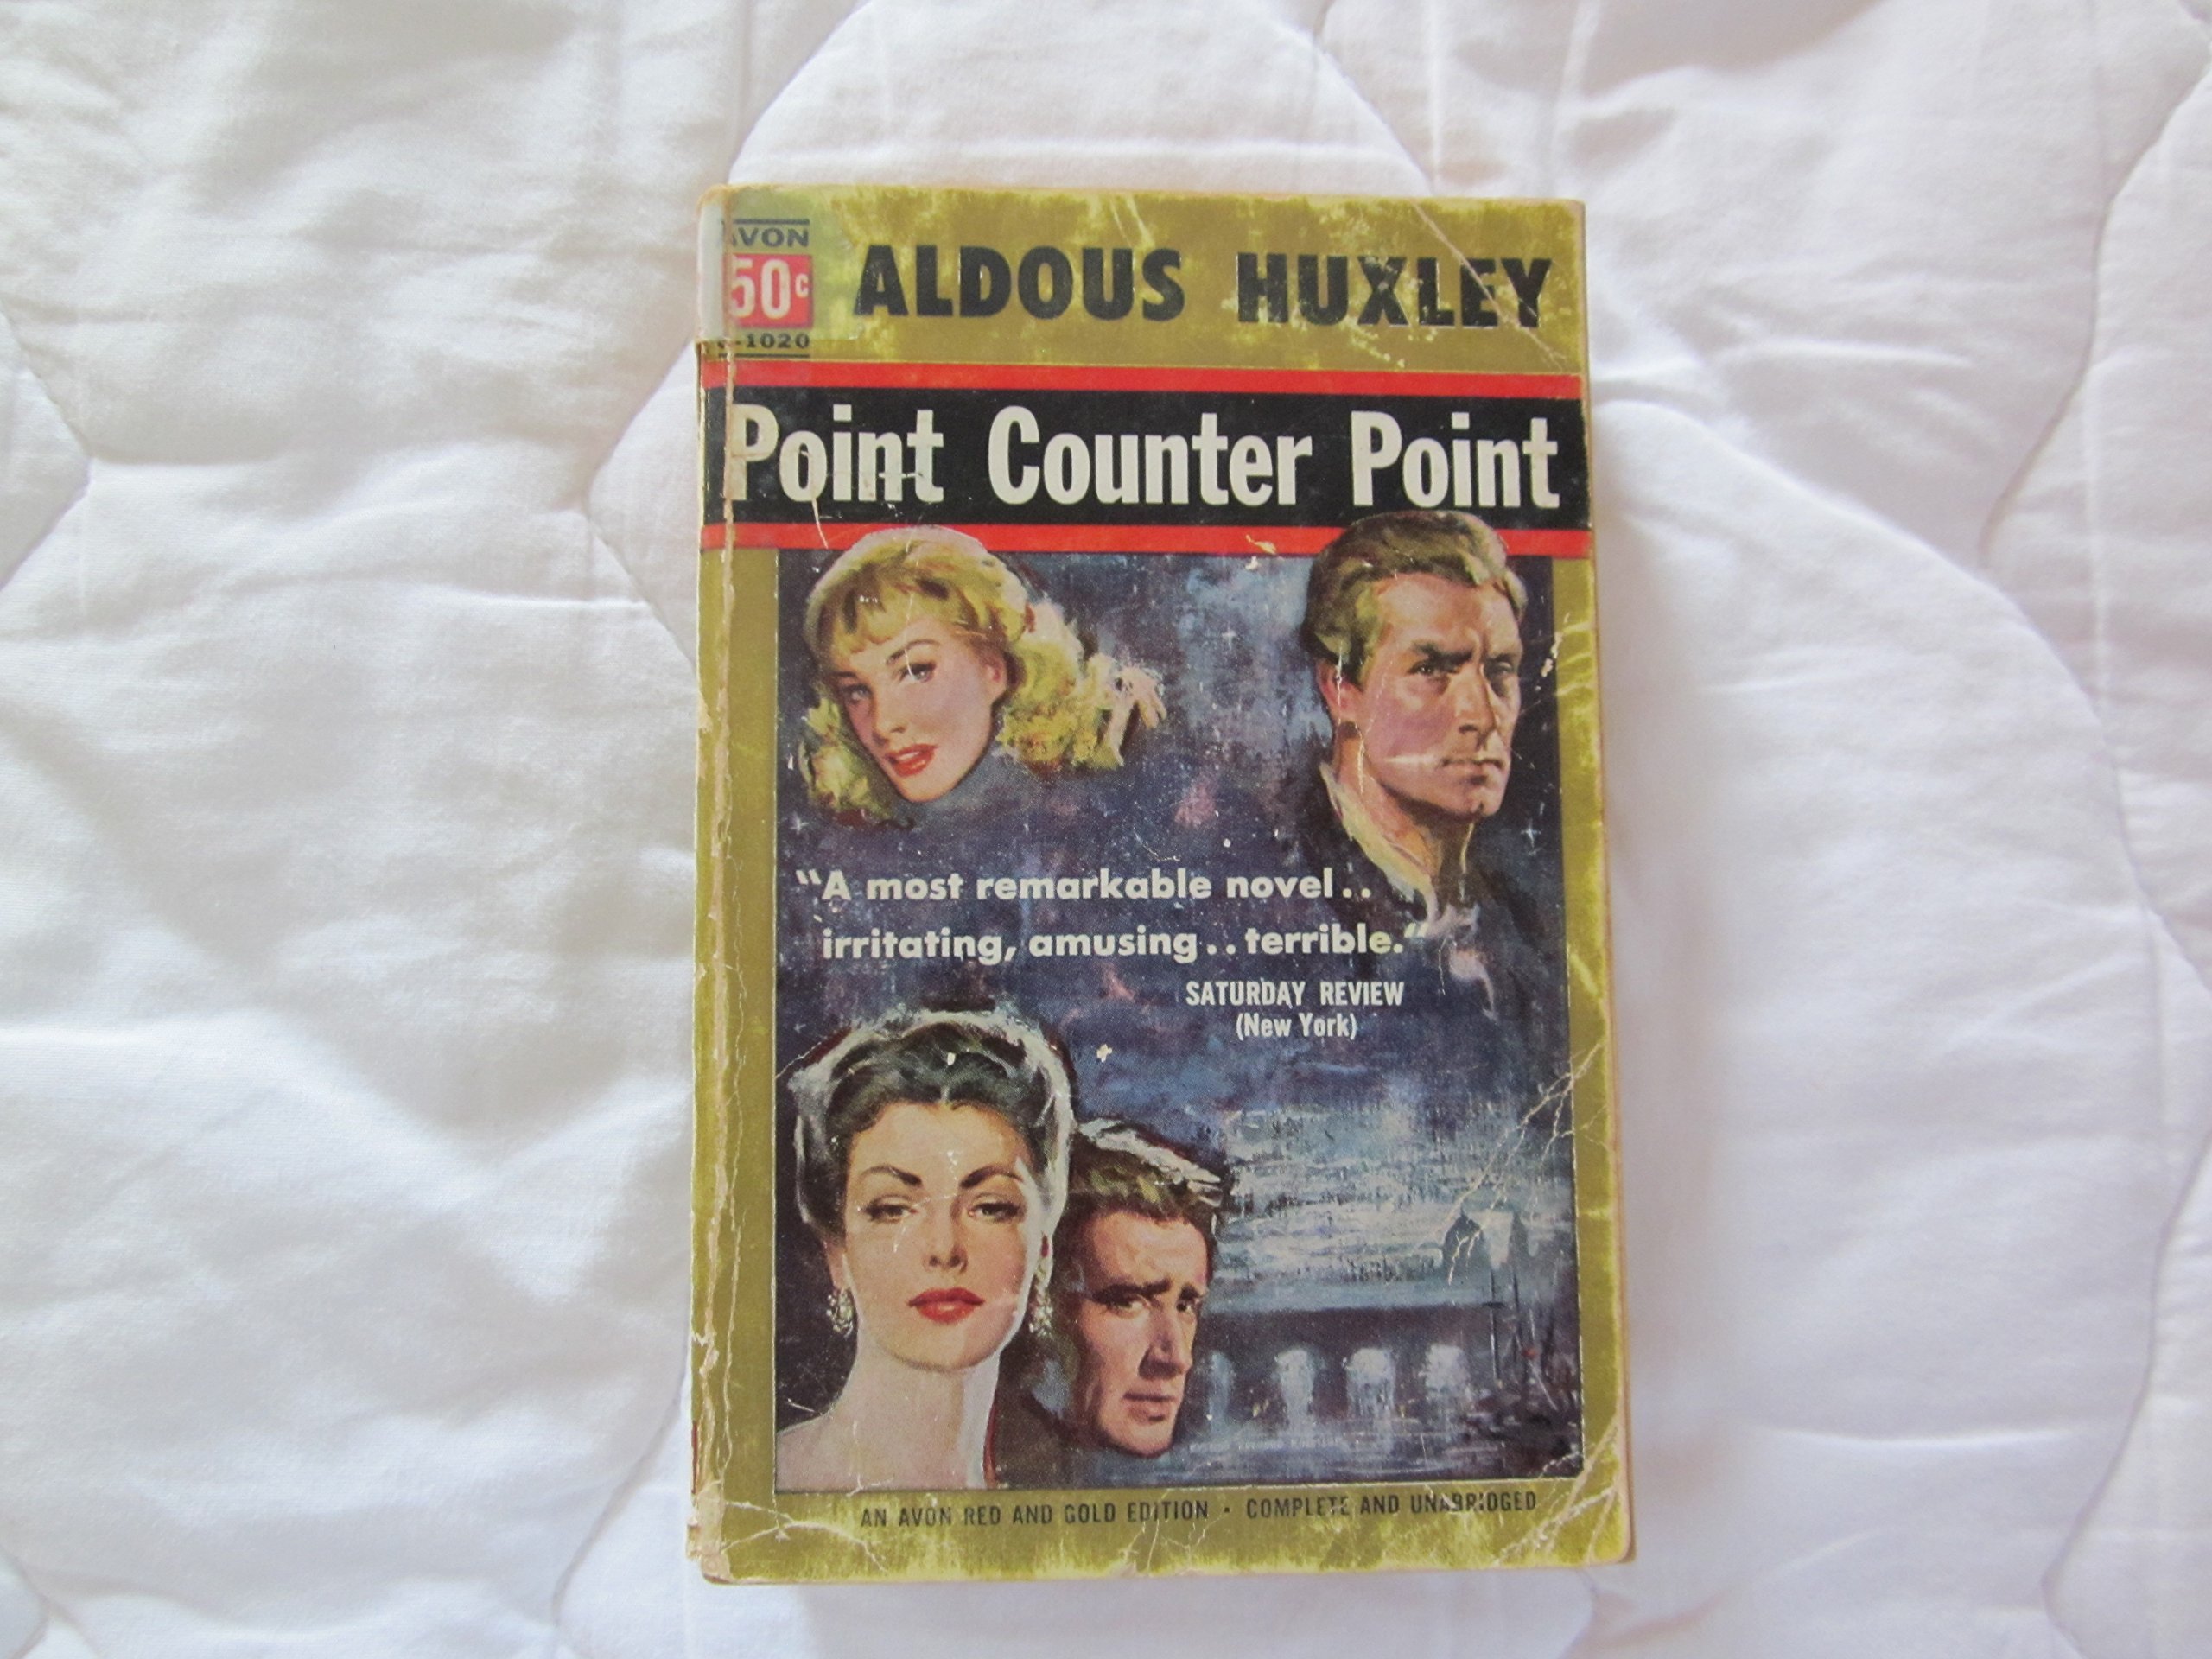 AVON
50c
-1020
ALDOUS HUXLEY
Point Counter Point
"A most remarkable novel..
irritating, amusing..terrible."
SATURDAY REVIEW
(New York)
AN AVON RED AND GOLD EDITION · COMPLETE AND UNABRIDGED